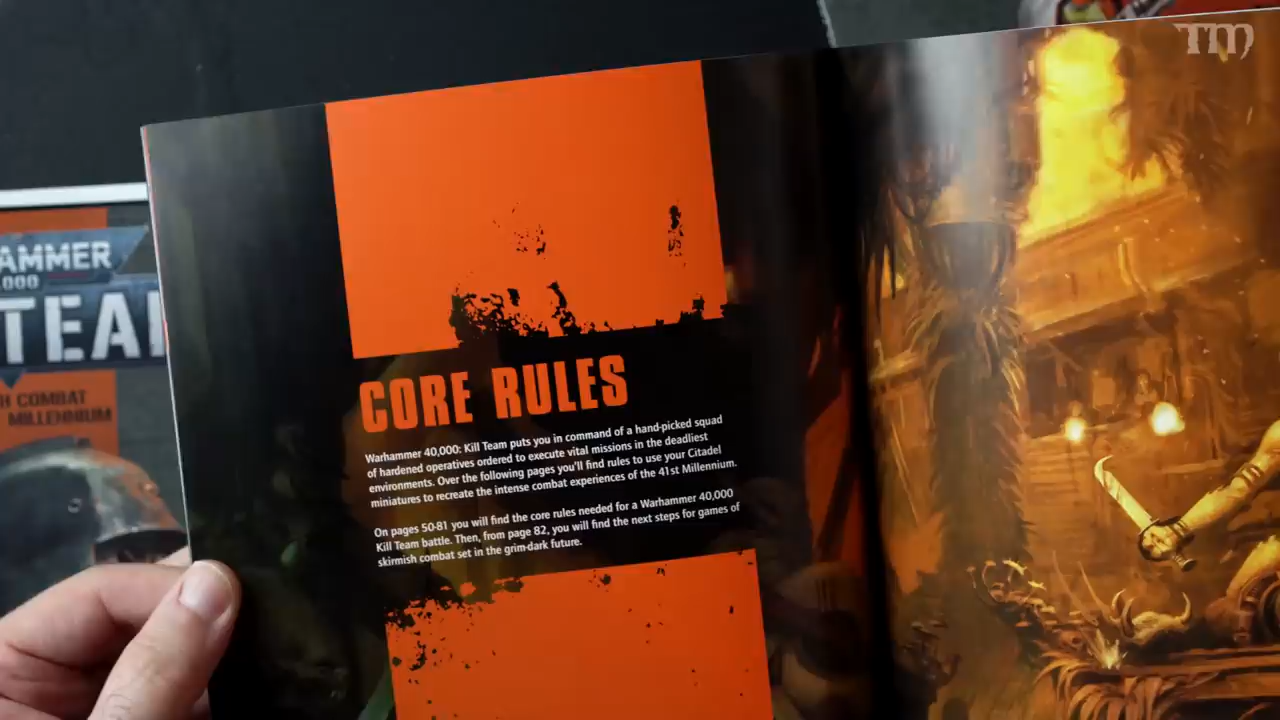 TM
AMMER
.000
TEAM
H COMBAT
MILLENNIUM
CORE RULES
Warhammer 40,000: Kill Team puts you in command of a hand-picked squad
of hardened operatives ordered to execute vital missions in the deadliest
environments. Over the following pages you'll find rules to use your Citadel
miniatures to recreate the intense combat experiences of the 41st Millennium.
On pages 50-81 you will find the core rules needed for a Warhammer 40,000
Kill Team battle. Then, from page 82, you will find the next steps for games of
skirmish combat set in the grim-dark future.